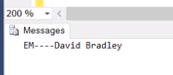 200 %
Messages
EM----David Bradley